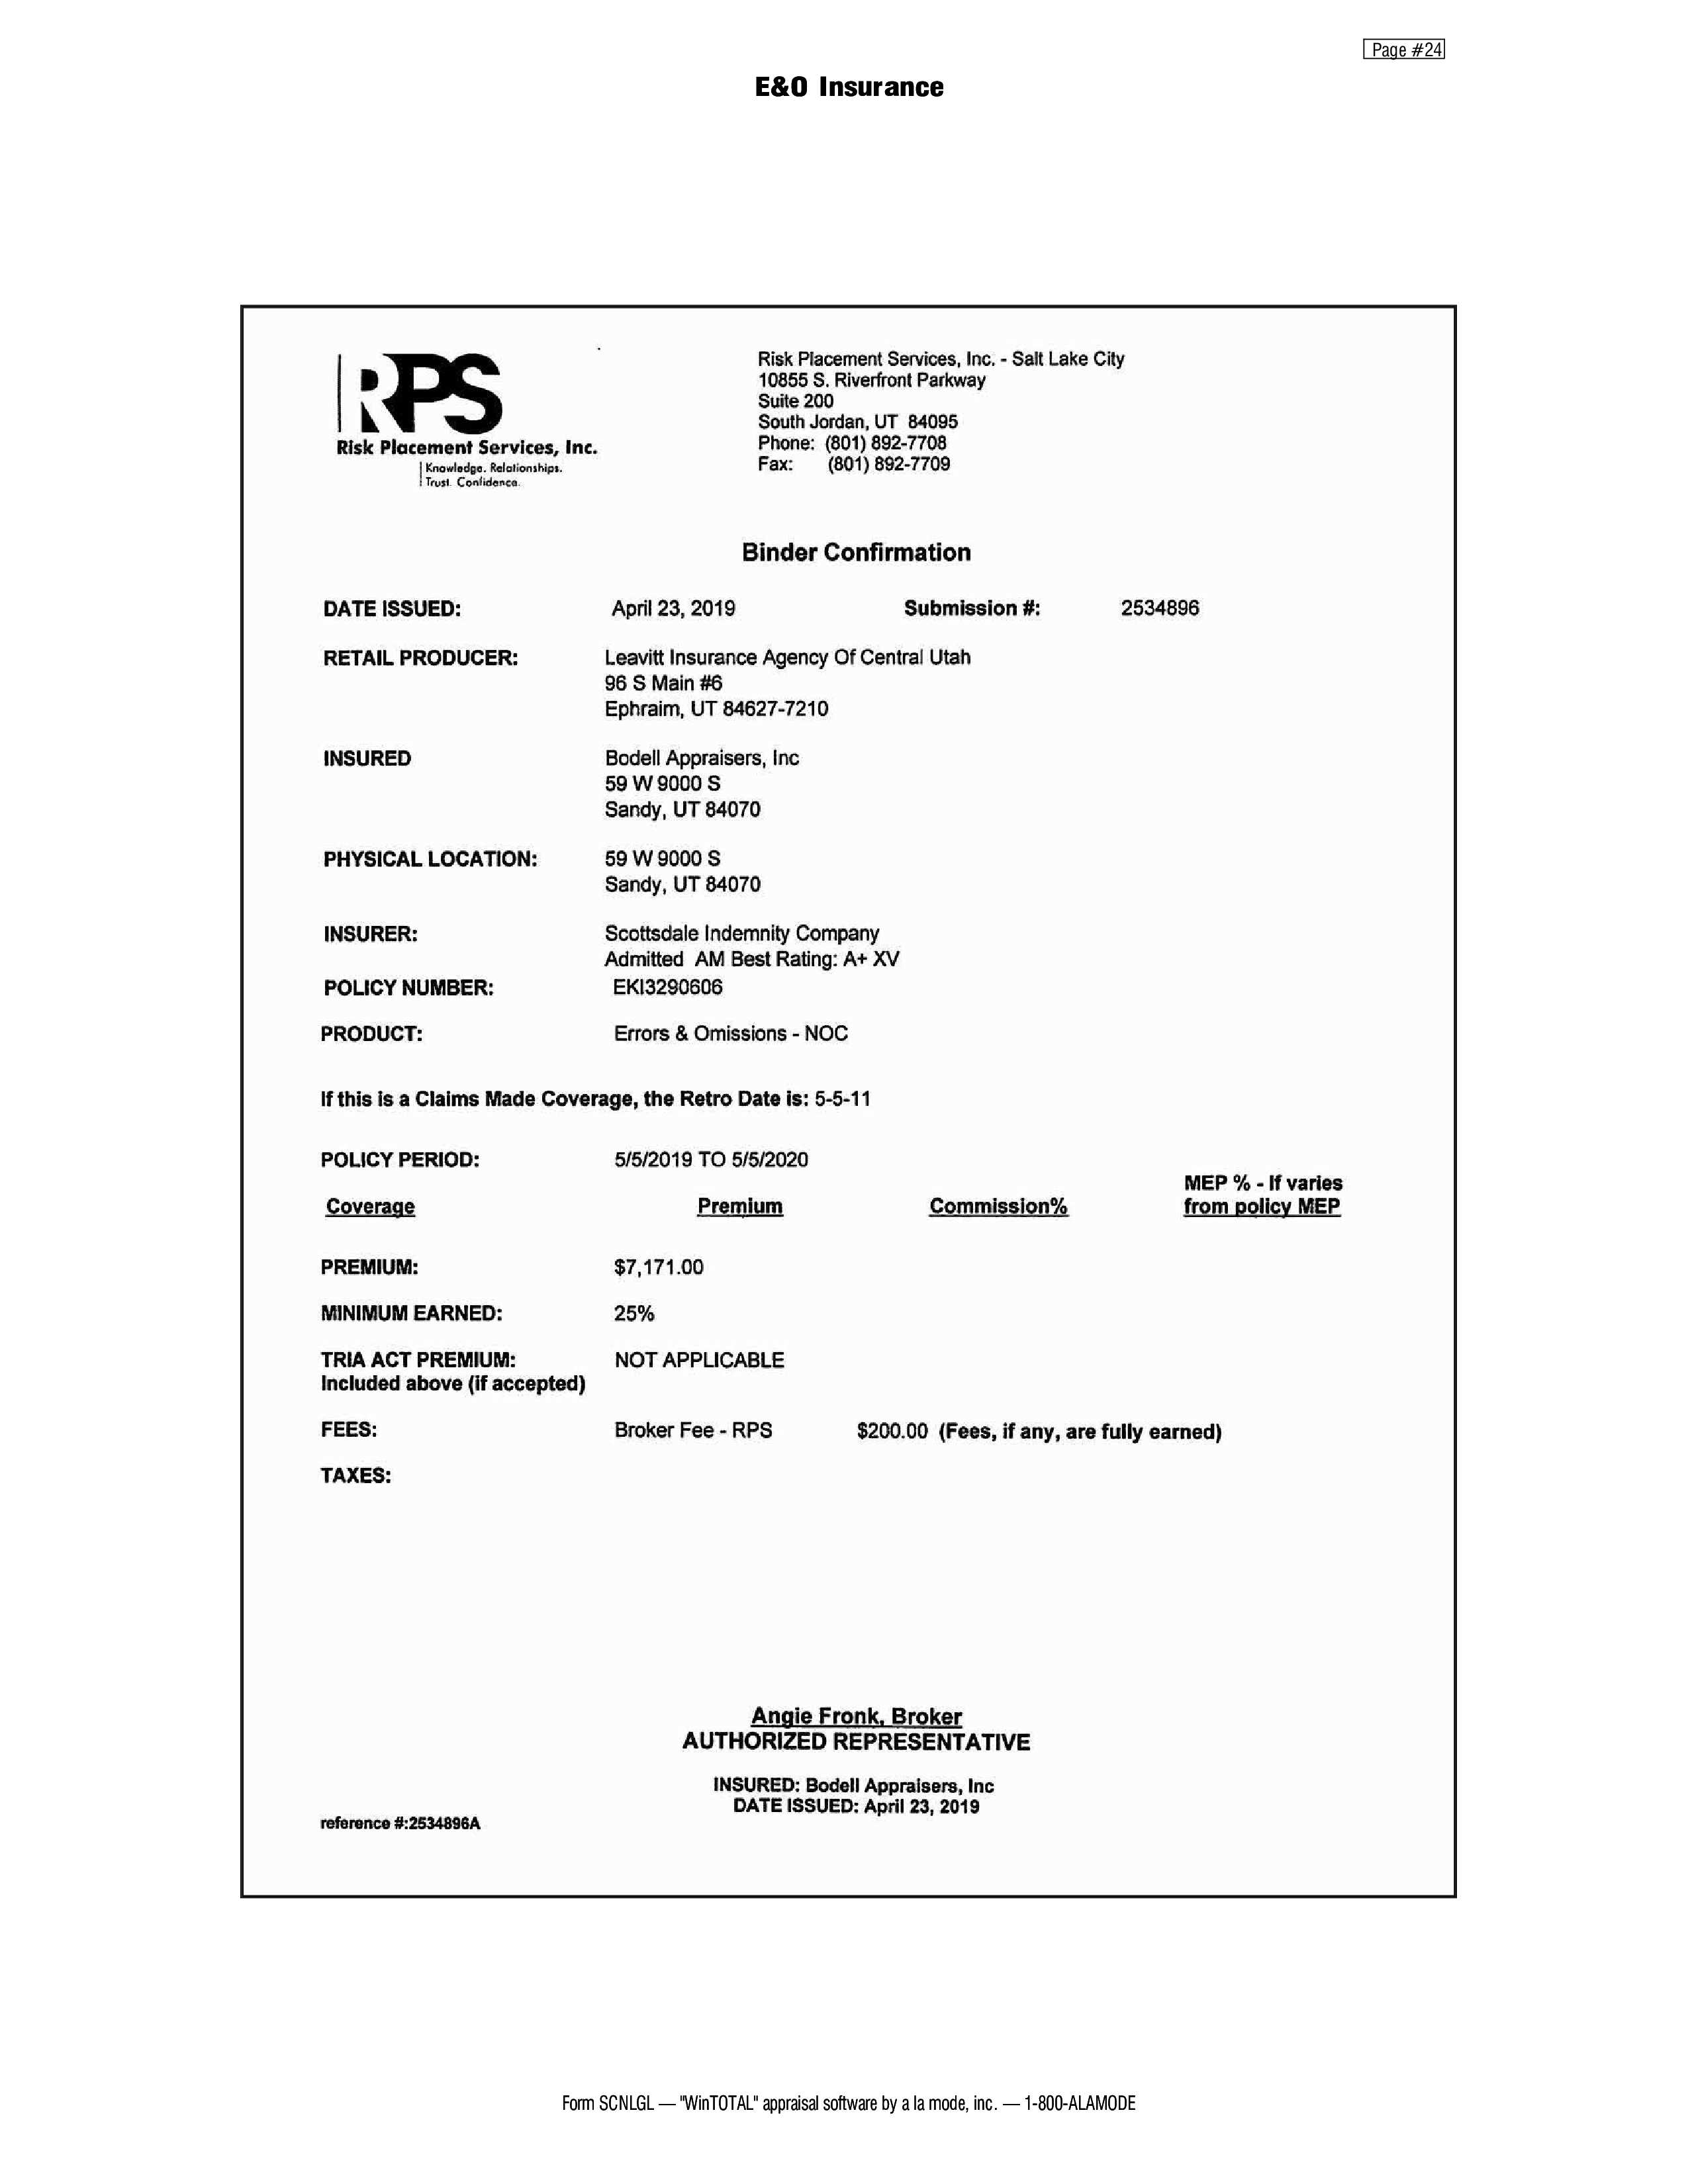 Page #24
E&O Insurance
RPS
Risk Placement Services, Inc.
Knowledge. Relationships.
Trust. Confidence.
Risk Placement Services, Inc. - Salt Lake City
10855 S. Riverfront Parkway
Suite 200
South Jordan, UT 84095
Phone: (801) 892-7708
Fax: (801) 892-7709
Binder Confirmation
DATE ISSUED: April 23, 2019 Submission #: 2534896
RETAIL PRODUCER: Leavitt Insurance Agency Of Central Utah
96 S Main #6
Ephraim, UT 84627-7210
INSURED Bodell Appraisers, Inc
59 W 9000 S
Sandy, UT 84070
PHYSICAL LOCATION: 59 W 9000 S
Sandy, UT 84070
INSURER: Scottsdale Indemnity Company
Admitted AM Best Rating: A+ XV
POLICY NUMBER: EKI3290606
PRODUCT: Errors & Omissions - NOC
If this is a Claims Made Coverage, the Retro Date is: 5-5-11
POLICY PERIOD: 5/5/2019 TO 5/5/2020
MEP % - If varies
Coverage Premium Commission% from policy MEP
PREMIUM: $7,171.00
MINIMUM EARNED: 25%
TRIA ACT PREMIUM: NOT APPLICABLE
Included above (if accepted)
FEES: Broker Fee - RPS $200.00 (Fees, if any, are fully earned)
TAXES:
Angie Fronk, Broker
AUTHORIZED REPRESENTATIVE
INSURED: Bodell Appraisers, Inc
DATE ISSUED: April 23, 2019
reference #:2534896A
Form SCNLGL — "WinTOTAL" appraisal software by a la mode, inc. — 1-800-ALAMODE